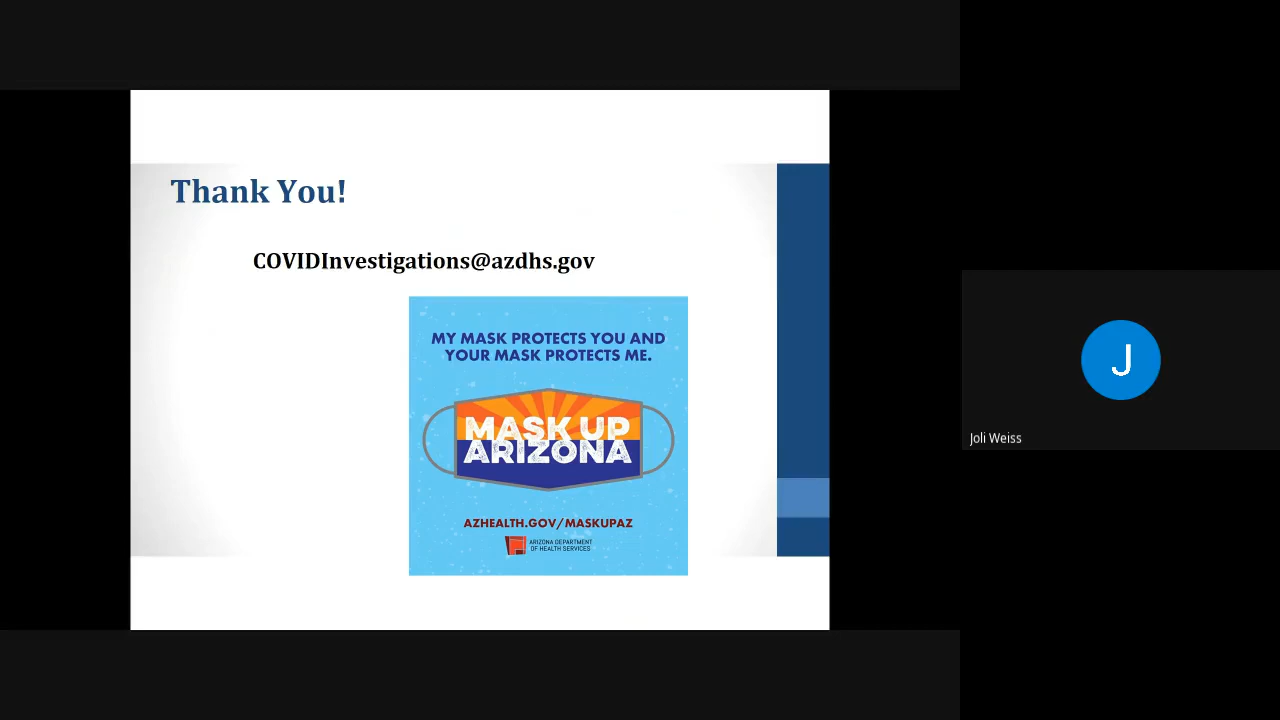 Thank You!
COVIDInvestigations@azdhs.gov
MY MASK PROTECTS YOU AND
YOUR MASK PROTECTS ME.
MASK UP
ARIZONA
AZHEALTH.GOV/MASKUPAZ
ARIZONA DEPARTMENT
OF HEALTH SERVICES
J
Joli Weiss